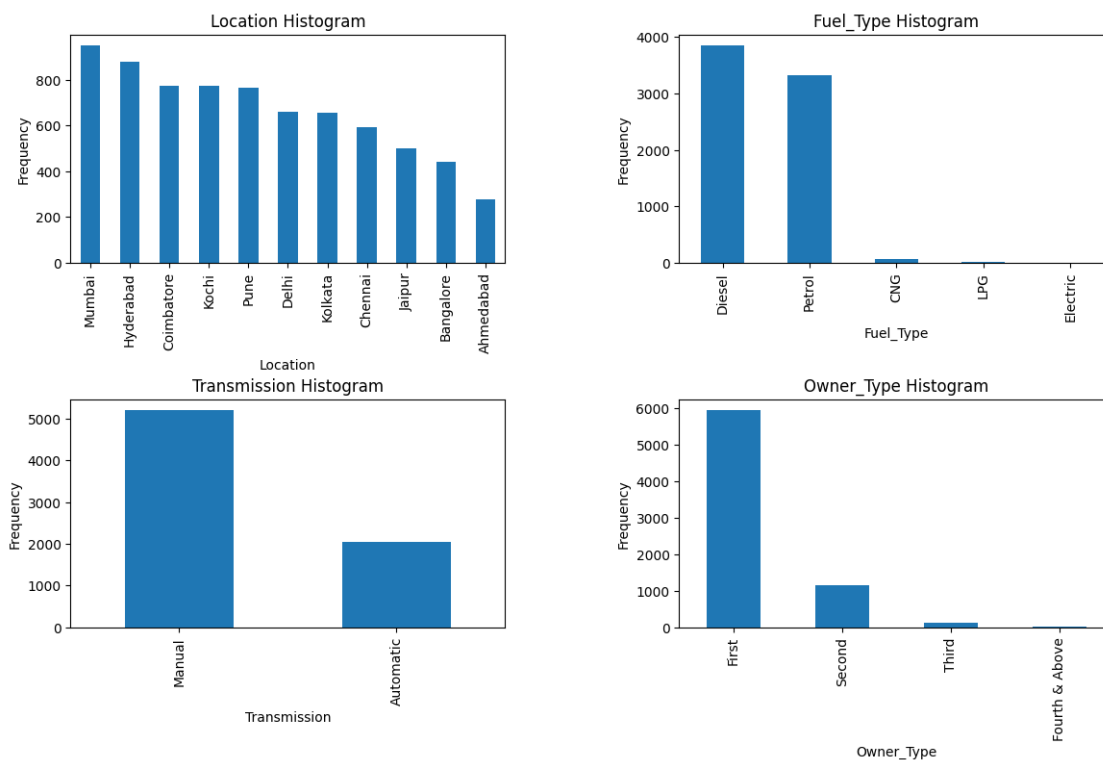 Location Histogram
Frequency
800
600
400
200
0
Mumbai
Hyderabad
Coimbatore
Kochi
Pune
Delhi
Kolkata
Chennai
Jaipur
Bangalore
Ahmedabad
Location
Fuel_Type Histogram
Frequency
4000
3000
2000
1000
0
Diesel
Petrol
CNG
LPG
Electric
Fuel_Type
Transmission Histogram
Frequency
5000
4000
3000
2000
1000
0
Manual
Automatic
Transmission
Owner_Type Histogram
Frequency
6000
5000
4000
3000
2000
1000
0
First
Second
Third
Fourth & Above
Owner_Type